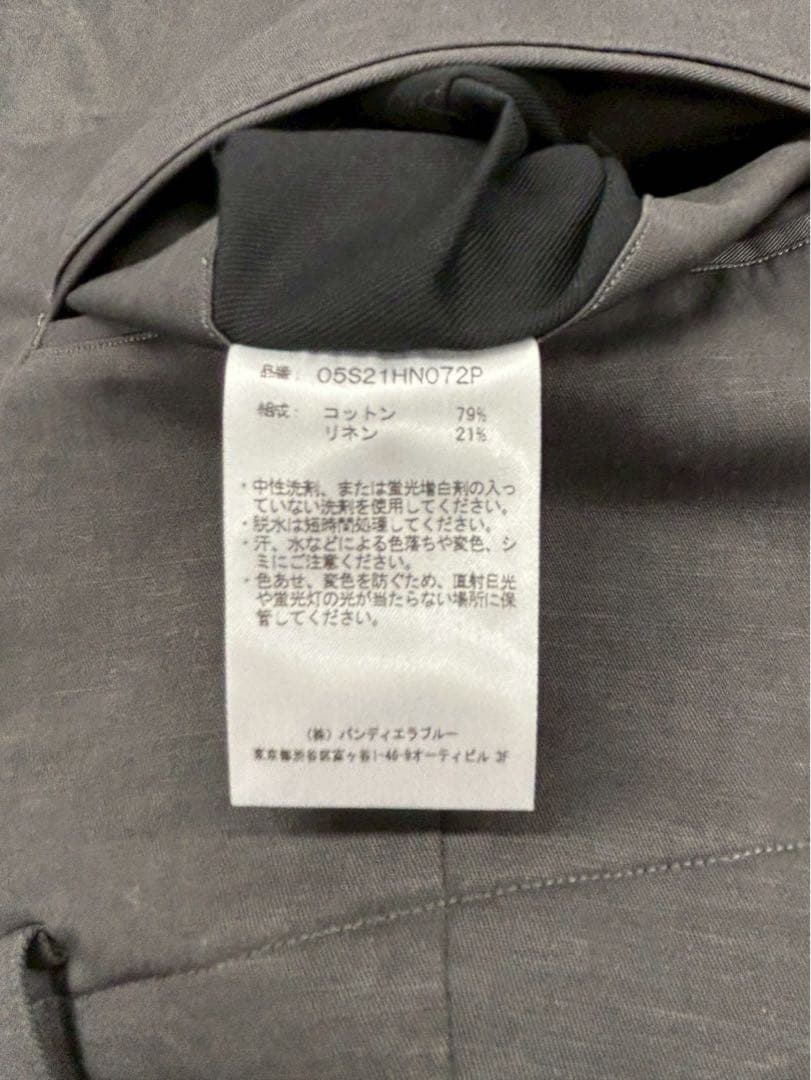 品番: 05S21HN072P
組成: コットン 79%
リネン 21%
・中性洗剤、または蛍光増白剤の入っ
ていない洗剤を使用してください。
・脱水は短時間処理してください。
・汗、水などによる色落ちや変色、シ
ミにご注意ください。
・色あせ、変色を防ぐため、直射日光
や蛍光灯の光が当たらない場所に保
管してください。
(株) バンディエラブルー
東京都渋谷区富ヶ谷1-46-9オーティビル 3F